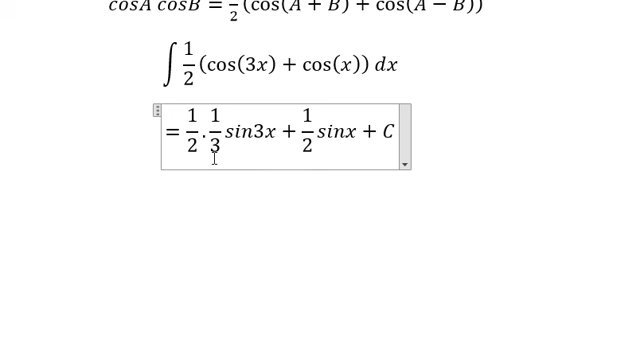 cosA cosB = 1/2 (cos(A + B) + cos(A − B))
∫ 1/2 (cos(3x) + cos(x)) dx
= 1/2 . 1/3 sin3x + 1/2 sinx + C